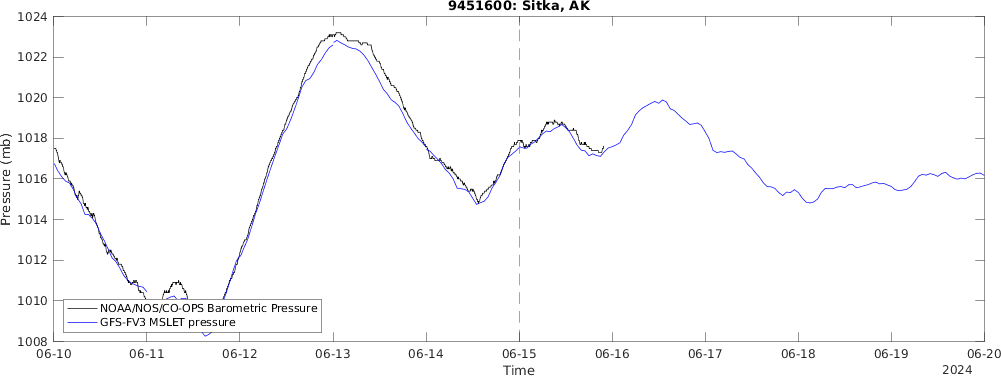 9451600: Sitka, AK
Pressure (mb)
1024
1022
1020
1018
1016
1014
1012
1010
1008
NOAA/NOS/CO-OPS Barometric Pressure
GFS-FV3 MSLET pressure
06-10 06-11 06-12 06-13 06-14 06-15 06-16 06-17 06-18 06-19 06-20
Time
2024